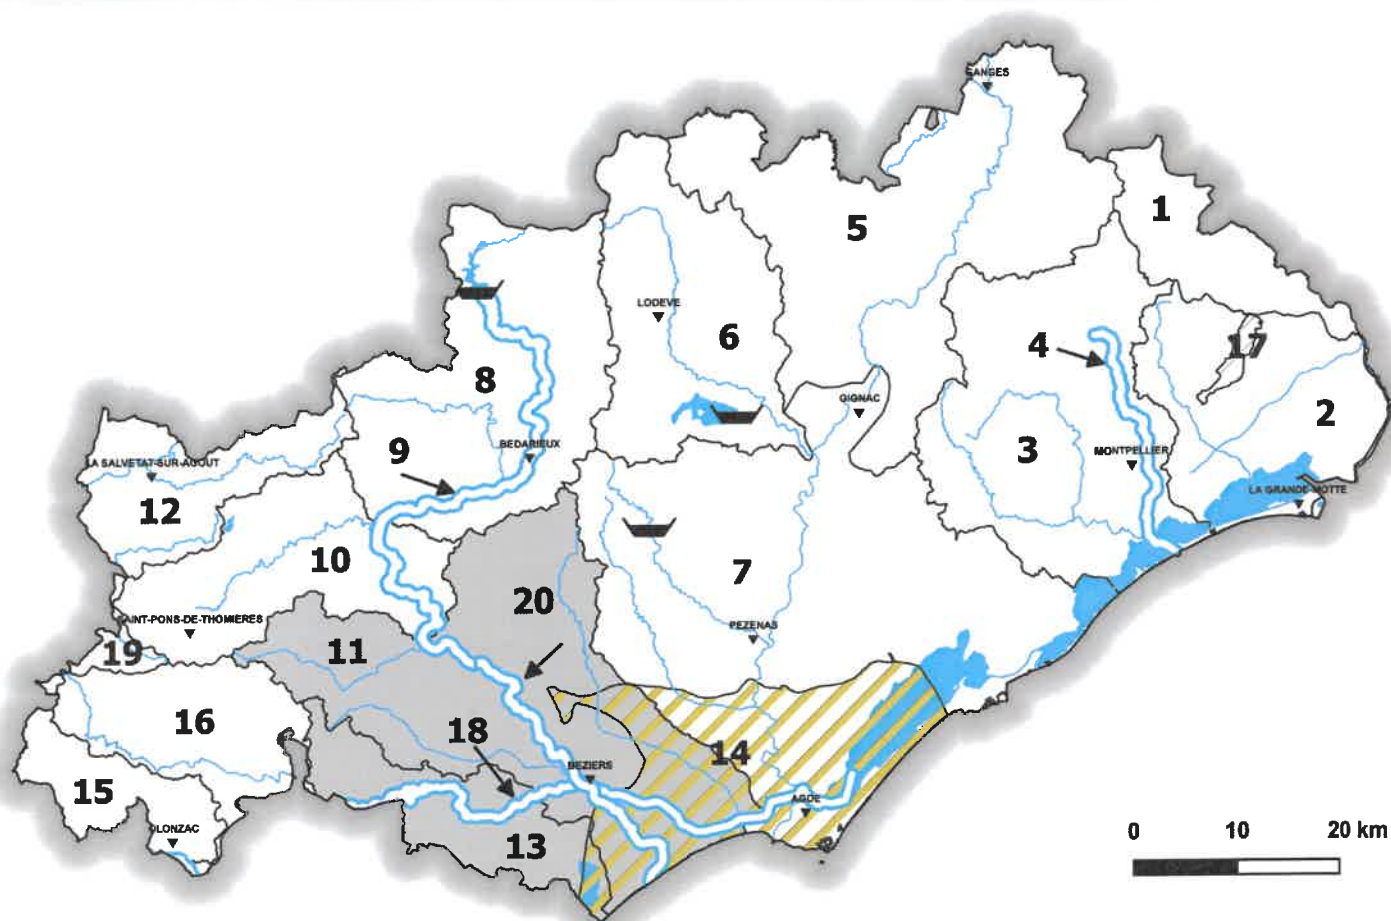 GANGES
1
5
LODEVE
6
4
17
8
GIGNAC
2
BEDARIEUX
9
3
MONTPELLIER
LA SALVETAT-SUR-AGOUT
LA GRANDE-MOTTE
12
10
7
20
SAINT-PONS-DE-THOMIERES
PEZENAS
19
11
16
18
14
BEZIERS
15
AGDE
OLONZAC
13
0 10 20 km